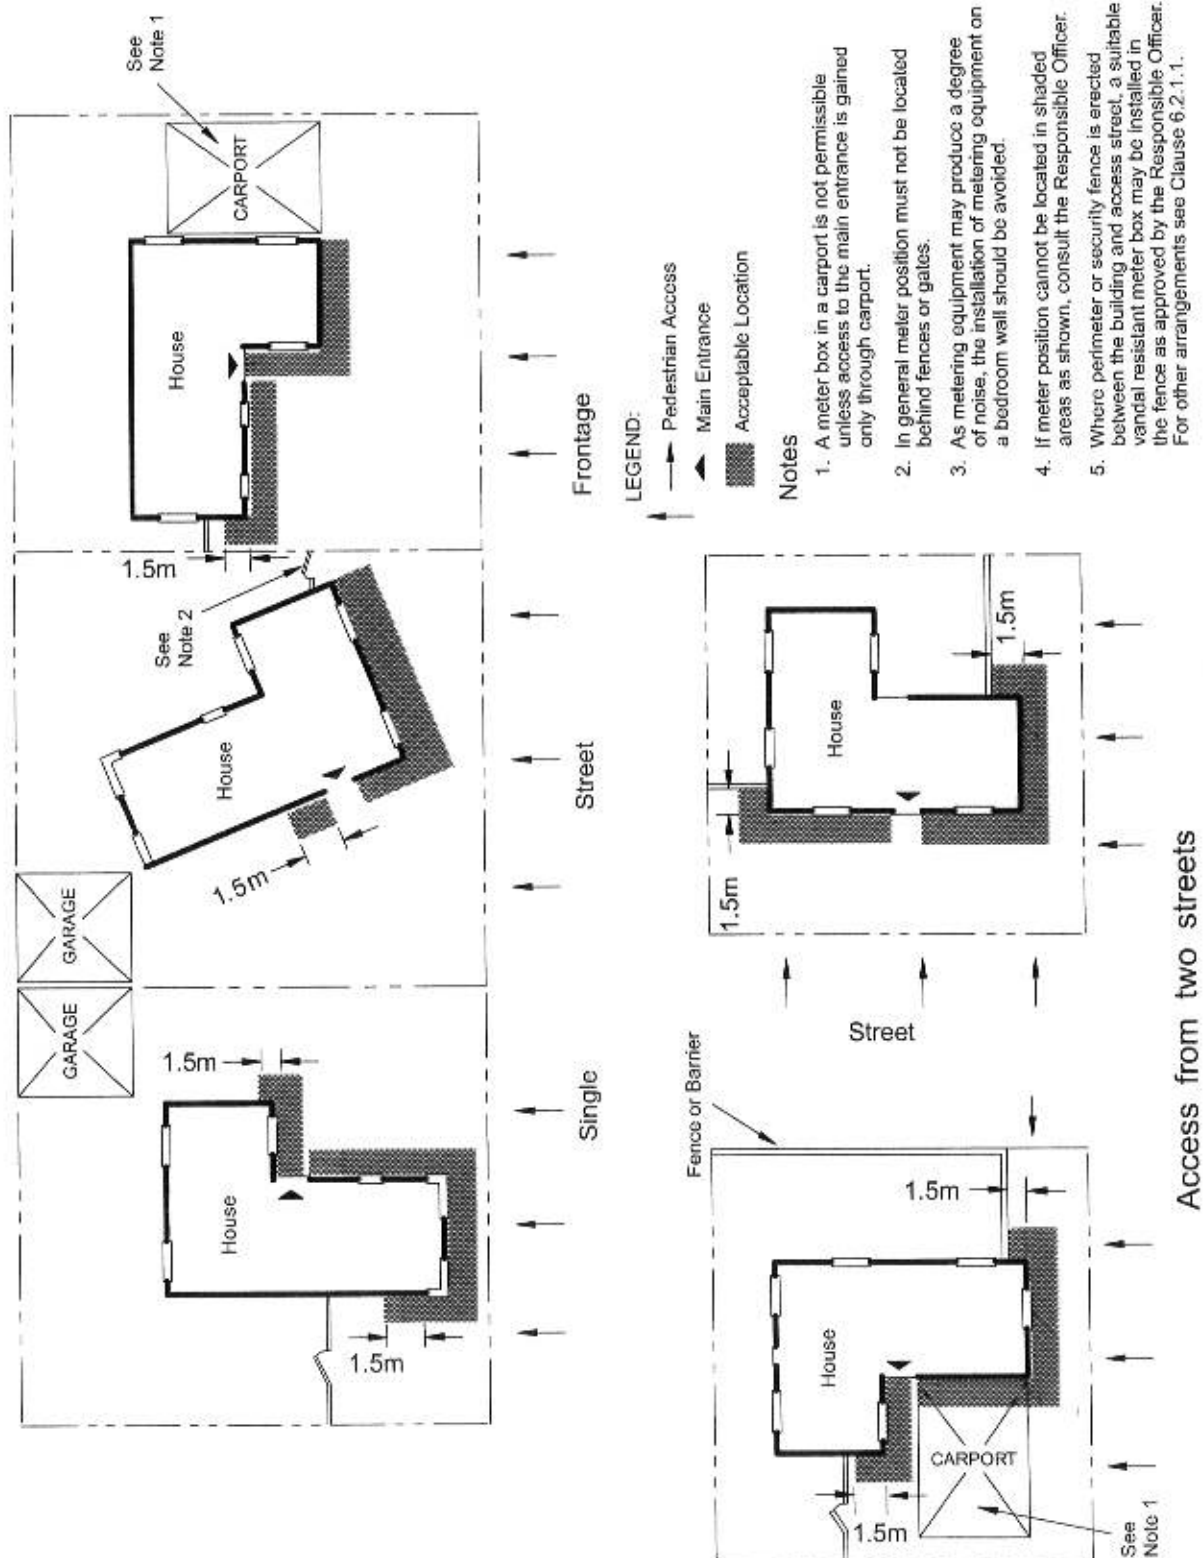 See
Note 1
CARPORT
House
1.5m
See
Note 2
House
1.5m
GARAGE
GARAGE
1.5m
House
1.5m
Single
Street
Frontage
LEGEND:
Pedestrian Access
Main Entrance
Acceptable Location
Notes
1. A meter box in a carport is not permissible
unless access to the main entrance is gained
only through carport.
2. In general meter position must not be located
behind fences or gates.
3. As metering equipment may produce a degree
of noise, the installation of metering equipment on
a bedroom wall should be avoided.
4. If meter position cannot be located in shaded
areas as shown, consult the Responsible Officer.
5. Where perimeter or security fence is erected
between the building and access street, a suitable
vandal resistant meter box may be installed in
the fence as approved by the Responsible Officer.
For other arrangements see Clause 6.2.1.1.
1.5m
House
1.5m
Street
Fence or Barrier
1.5m
House
CARPORT
1.5m
See
Note 1
Access from two streets